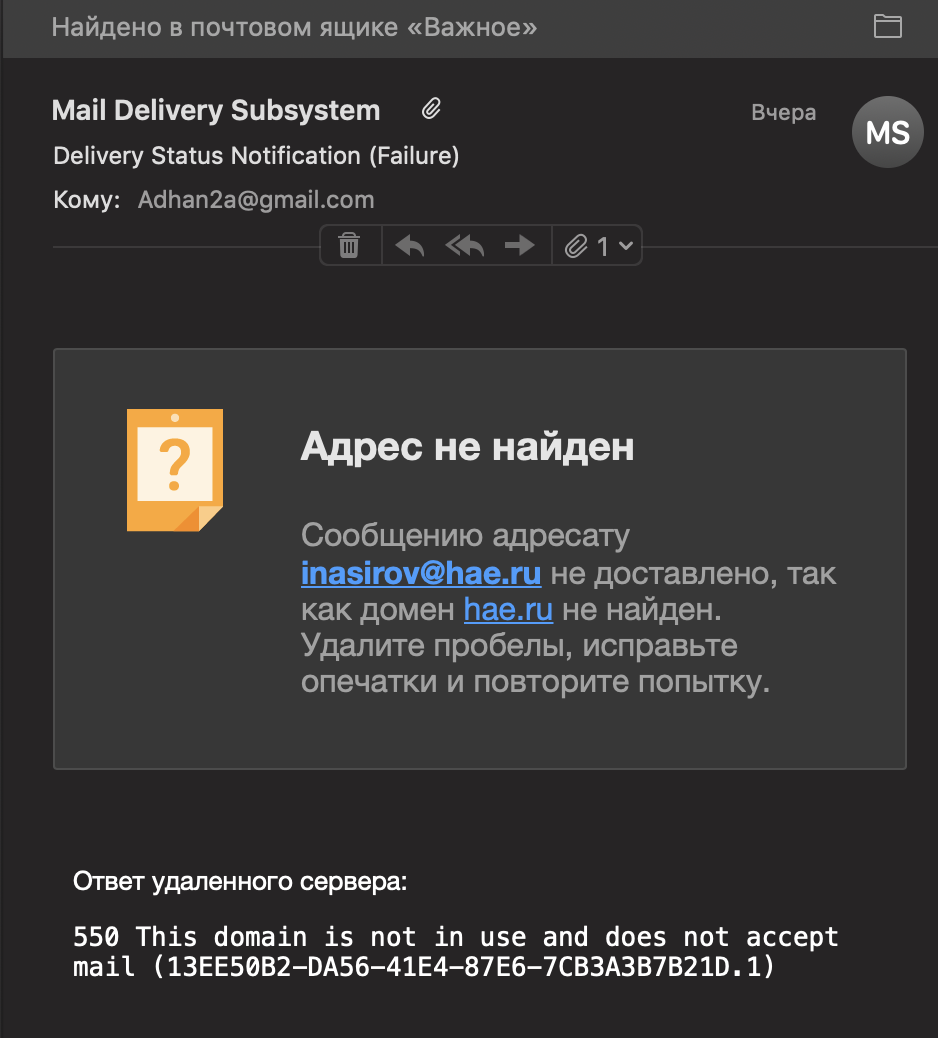 Найдено в почтовом ящике «Важное»
Mail Delivery Subsystem
Вчера
MS
Delivery Status Notification (Failure)
Кому: Adhan2a@gmail.com
1
?
Адрес не найден
Сообщению адресату
inasirov@hae.ru не доставлено, так
как домен hae.ru не найден.
Удалите пробелы, исправьте
опечатки и повторите попытку.
Ответ удаленного сервера:
550 This domain is not in use and does not accept
mail (13EE50B2-DA56-41E4-87E6-7CB3A3B7B21D.1)